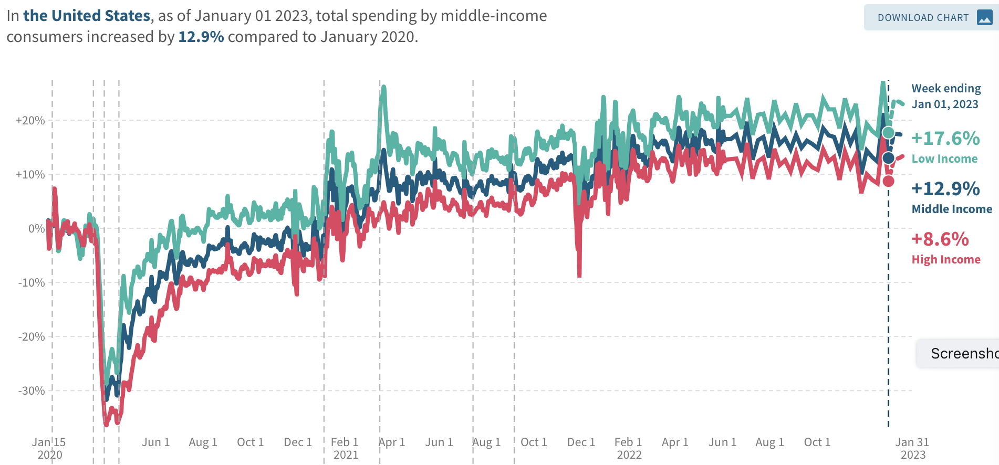 In the United States, as of January 01 2023, total spending by middle-income
consumers increased by 12.9% compared to January 2020.
DOWNLOAD CHART
Week ending
Jan 01, 2023
+17.6%
Low Income
+12.9%
Middle Income
+8.6%
High Income
+20%
+10%
0%
-10%
-20%
-30%
Jan 15
2020
Jun 1
Aug 1
Oct 1
Dec 1
Feb 1
2021
Apr 1
Jun 1
Aug 1
Oct 1
Dec 1
Feb 1
2022
Apr 1
Jun 1
Aug 1
Oct 1
Jan 31
2023